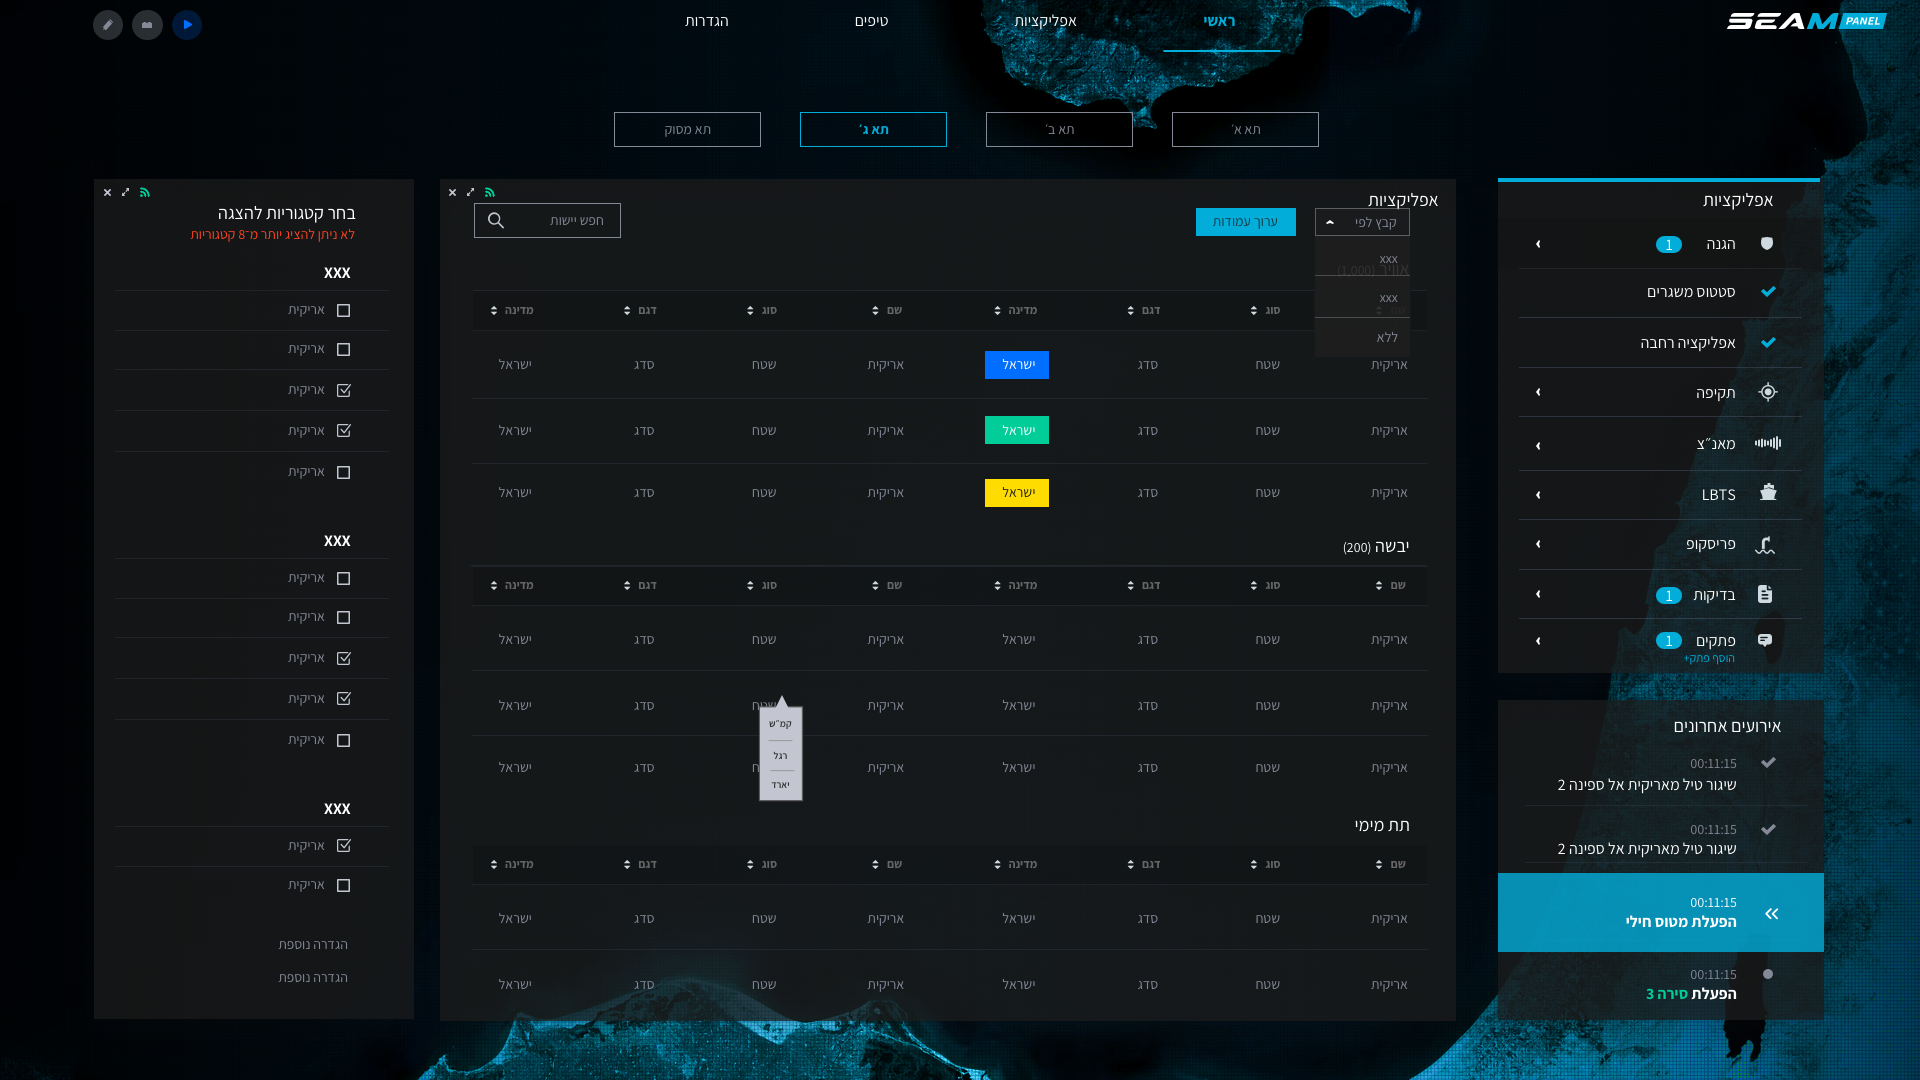 SEAM PANEL
ראשי
אפליקציות
טיפים
הגדרות
תא א׳
תא ב׳
תא ג׳
תא מסוק
אפליקציות
הגנה
1
סטטוס משגרים
אפליקציה רחבה
תקיפה
מאנ״צ
LBTS
פריסקופ
בדיקות
1
פתקים
1
הוסף פתק+
אירועים אחרונים
00:11:15
שיגור טיל מאריקית אל ספינה 2
00:11:15
שיגור טיל מאריקית אל ספינה 2
00:11:15
הפעלת מטוס חילי
00:11:15
הפעלת סירה 3
אפליקציות
קבץ לפי
ערוך עמודות
חפש יישות
xxx
xxx
ללא
אוויר (1,000)
שם סוג דגם מדינה שם סוג דגם מדינה
אריקית שטח סדג ישראל אריקית שטח סדג ישראל
אריקית שטח סדג ישראל אריקית שטח סדג ישראל
אריקית שטח סדג ישראל אריקית שטח סדג ישראל
יבשה (200)
שם סוג דגם מדינה שם סוג דגם מדינה
אריקית שטח סדג ישראל אריקית שטח סדג ישראל
אריקית שטח סדג ישראל אריקית שטח סדג ישראל
אריקית שטח סדג ישראל אריקית ח סדג ישראל
קמ״ש
רגל
יארד
תת מימי
שם סוג דגם מדינה שם סוג דגם מדינה
אריקית שטח סדג ישראל אריקית שטח סדג ישראל
אריקית שטח סדג ישראל אריקית שטח סדג ישראל
בחר קטגוריות להצגה
לא ניתן להציג יותר מ־8 קטגוריות
XXX
אריקית
אריקית
אריקית
אריקית
אריקית
XXX
אריקית
אריקית
אריקית
אריקית
אריקית
XXX
אריקית
אריקית
הגדרה נוספת
הגדרה נוספת